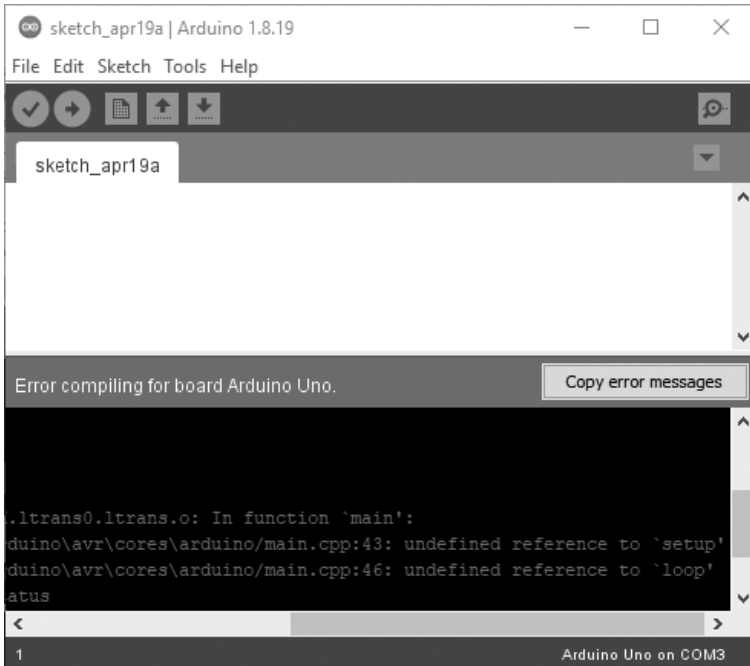 sketch_apr19a | Arduino 1.8.19
File Edit Sketch Tools Help
sketch_apr19a
Error compiling for board Arduino Uno.
Copy error messages
.ltrans0.ltrans.o: In function `main':
duino\avr\cores\arduino/main.cpp:43: undefined reference to `setup'
duino\avr\cores\arduino/main.cpp:46: undefined reference to `loop'
atus
1
Arduino Uno on COM3